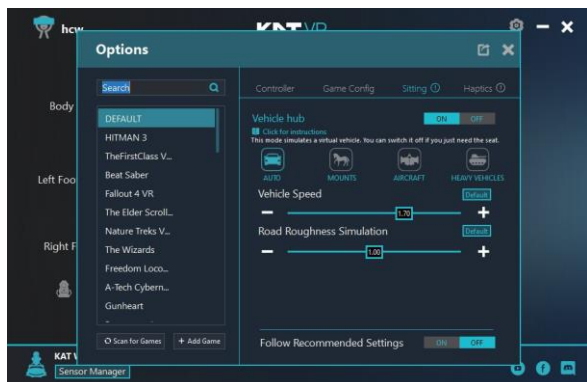 hcw
KAT VR
Options
Search
DEFAULT
HITMAN 3
TheFirstClass V...
Beat Saber
Fallout 4 VR
The Elder Scroll...
Nature Treks V...
The Wizards
Freedom Loco...
A-Tech Cybern...
Gunheart
Scan for Games
+ Add Game
Controller
Game Config
Sitting
Haptics
Vehicle hub
ON
OFF
Click for instructions
This mode simulates a virtual vehicle. You can switch it off if you just need the seat.
AUTO
MOUNTS
AIRCRAFT
HEAVY VEHICLES
Vehicle Speed
Default
1.70
Road Roughness Simulation
Default
1.00
Follow Recommended Settings
ON
OFF
Body
Left Foo
Right F
KAT
Sensor Manager